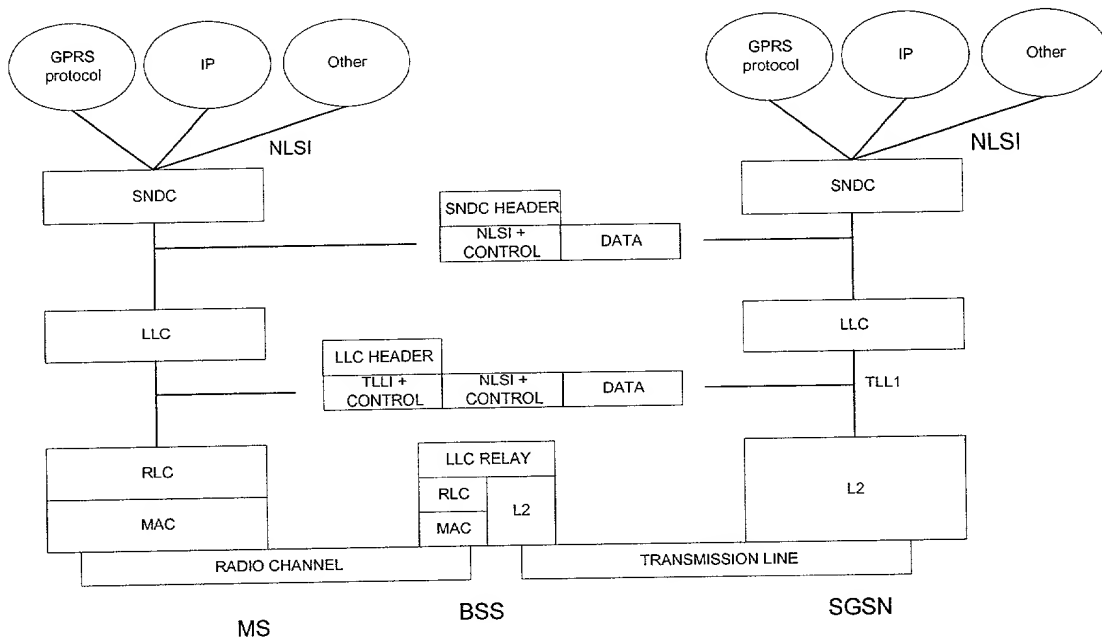 GPRS
protocol
IP
Other
GPRS
protocol
IP
Other
NLSI
NLSI
SNDC
SNDC
SNDC HEADER
NLSI +
CONTROL
DATA
LLC
LLC
LLC HEADER
TLLI +
CONTROL
NLSI +
CONTROL
DATA
TLL1
RLC
MAC
LLC RELAY
RLC
MAC
L2
L2
RADIO CHANNEL
TRANSMISSION LINE
MS
BSS
SGSN